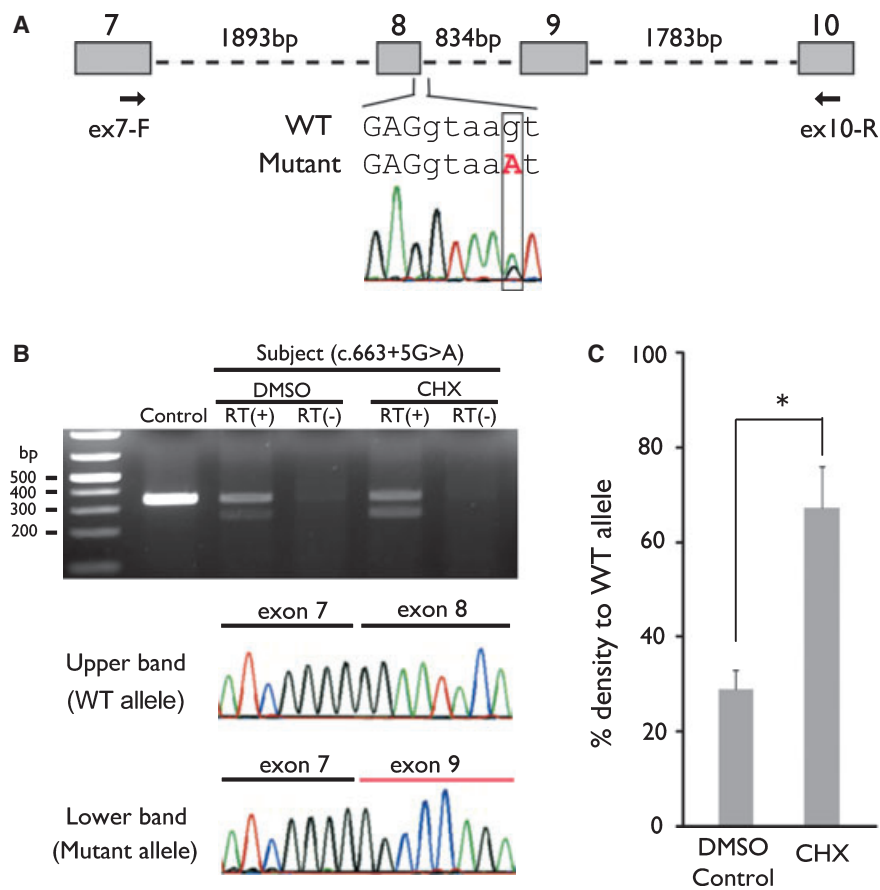 A
7
8
9
10
1893bp
834bp
1783bp
ex7-F
ex10-R
WT GAGgtaagt
Mutant GAGgtaaAt
B
Subject (c.663+5G>A)
DMSO CHX
Control RT(+) RT(-) RT(+) RT(-)
bp
500
400
300
200
exon 7 exon 8
Upper band
(WT allele)
exon 7 exon 9
Lower band
(Mutant allele)
C
% density to WT allele
100
80
60
40
20
0
*
DMSO
Control
CHX